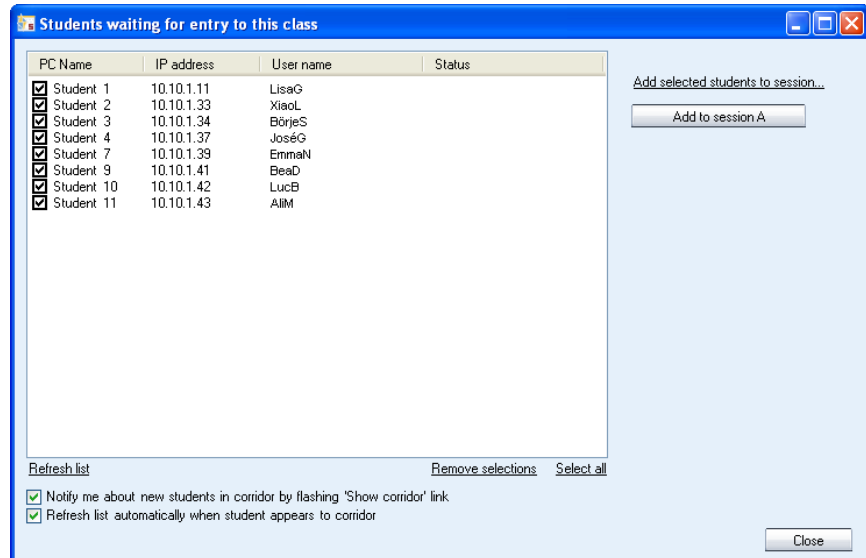 Students waiting for entry to this class
PC Name IP address User name Status
Student 1 10.10.1.11 LisaG
Student 2 10.10.1.33 XiaoL
Student 3 10.10.1.34 BörjeS
Student 4 10.10.1.37 JoséG
Student 7 10.10.1.39 EmmaN
Student 9 10.10.1.41 BeaD
Student 10 10.10.1.42 LucB
Student 11 10.10.1.43 AliM
Add selected students to session...
Add to session A
Refresh list Remove selections Select all
Notify me about new students in corridor by flashing 'Show corridor' link
Refresh list automatically when student appears to corridor
Close